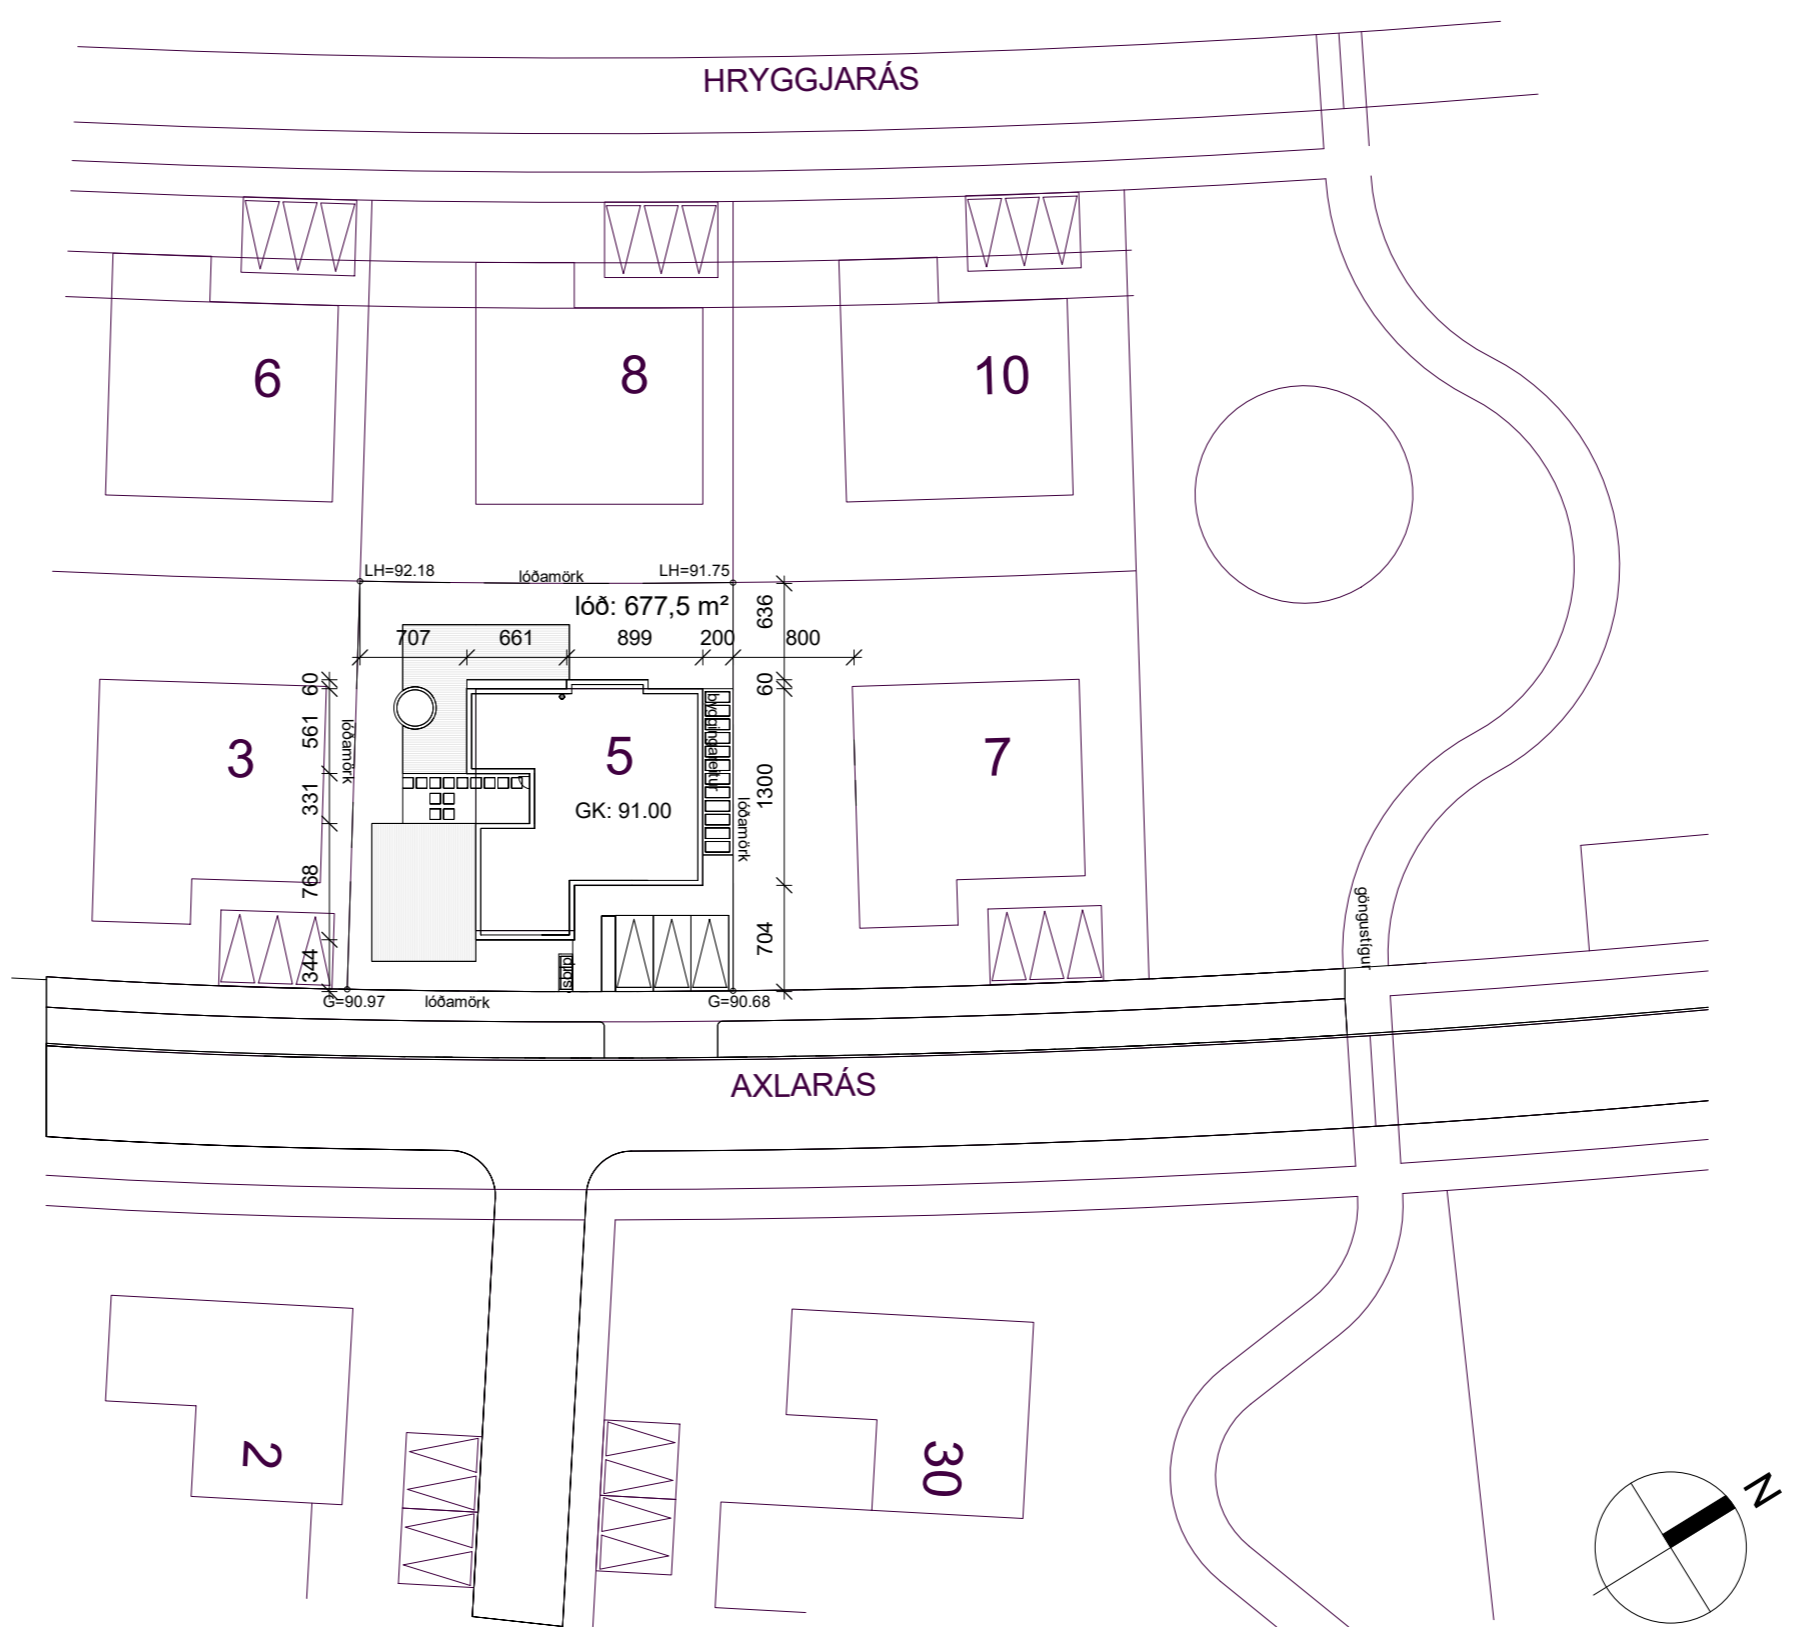 HRYGGJARÁS
6
8
10
LH=92.18
lóðamörk
LH=91.75
lóð: 677,5 m²
636
707
661
899
200
800
60
60
561
lóðamörk
byggingareitur
3
5
7
331
GK: 91.00
1300
lóðamörk
768
göngustígur
704
344
sorp
G=90.97
lóðamörk
G=90.68
AXLARÁS
2
30
N